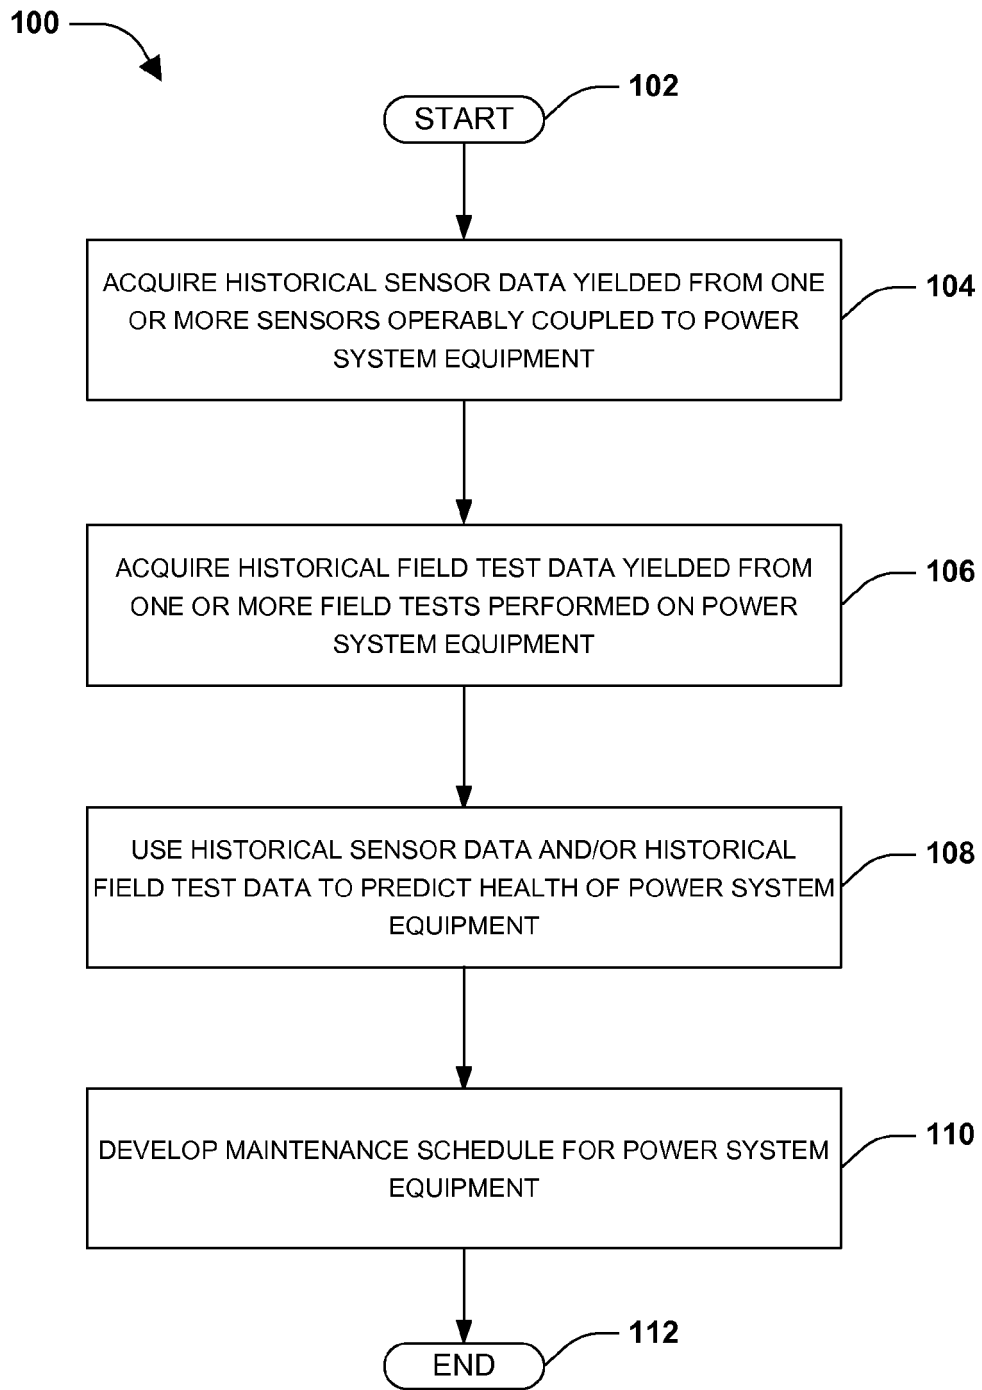 100
102
START
ACQUIRE HISTORICAL SENSOR DATA YIELDED FROM ONE
OR MORE SENSORS OPERABLY COUPLED TO POWER
SYSTEM EQUIPMENT
104
ACQUIRE HISTORICAL FIELD TEST DATA YIELDED FROM
ONE OR MORE FIELD TESTS PERFORMED ON POWER
SYSTEM EQUIPMENT
106
USE HISTORICAL SENSOR DATA AND/OR HISTORICAL
FIELD TEST DATA TO PREDICT HEALTH OF POWER SYSTEM
EQUIPMENT
108
DEVELOP MAINTENANCE SCHEDULE FOR POWER SYSTEM
EQUIPMENT
110
END
112